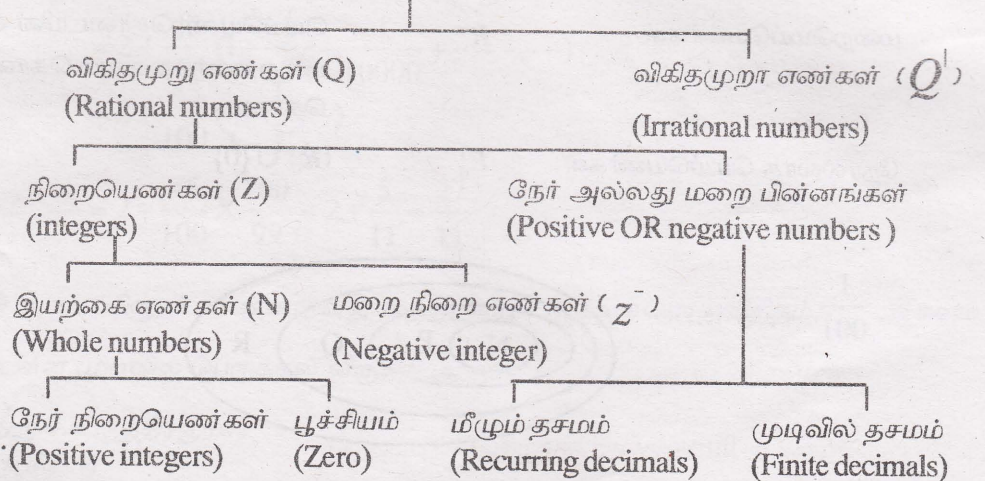 விகிதமுறு எண்கள் (Q)
(Rational numbers)
விகிதமுறா எண்கள் (Q')
(Irrational numbers)
நிறையெண்கள் (Z)
(integers)
நேர் அல்லது மறை பின்னங்கள்
(Positive OR negative numbers )
இயற்கை எண்கள் (N)
(Whole numbers)
மறை நிறை எண்கள் ( z⁻ )
(Negative integer)
நேர் நிறையெண்கள்
(Positive integers)
பூச்சியம்
(Zero)
மீழும் தசமம்
(Recurring decimals)
முடிவில் தசமம்
(Finite decimals)